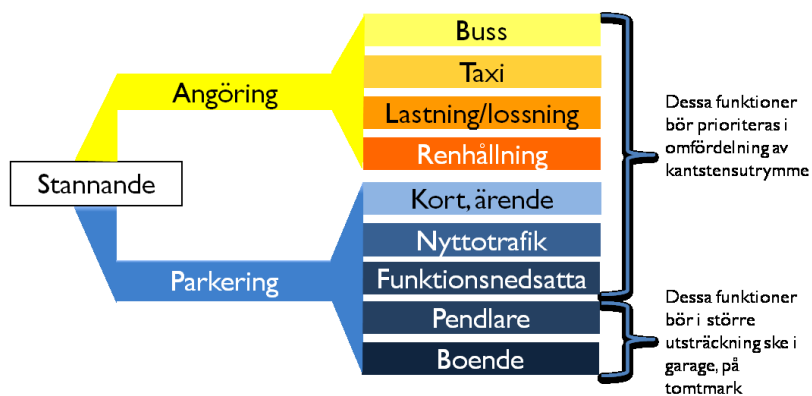 Stannande
Angöring
Buss
Taxi
Lastning/lossning
Renhållning
Parkering
Kort, ärende
Nyttotrafik
Funktionsnedsatta
Pendlare
Boende
Dessa funktioner
bör prioriteras i
omfördelning av
kantstensutrymme
Dessa funktioner
bör i större
utsträckning ske i
garage, på
tomtmark